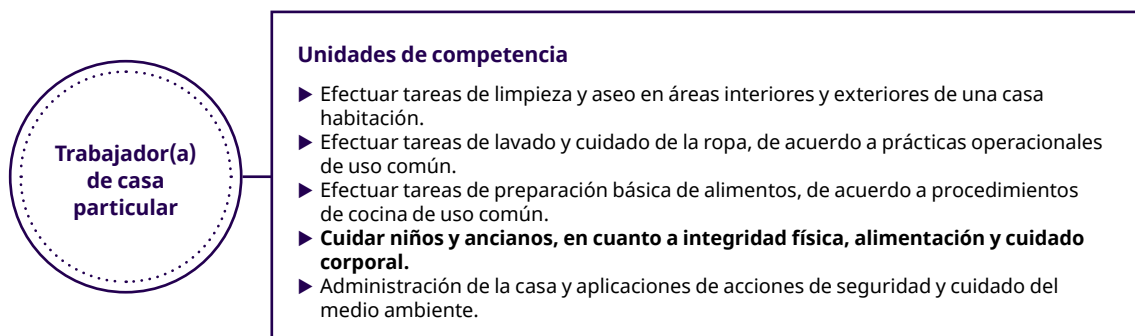 Trabajador(a)
de casa
particular
Unidades de competencia
▶ Efectuar tareas de limpieza y aseo en áreas interiores y exteriores de una casa
habitación.
▶ Efectuar tareas de lavado y cuidado de la ropa, de acuerdo a prácticas operacionales
de uso común.
▶ Efectuar tareas de preparación básica de alimentos, de acuerdo a procedimientos
de cocina de uso común.
▶ Cuidar niños y ancianos, en cuanto a integridad física, alimentación y cuidado
corporal.
▶ Administración de la casa y aplicaciones de acciones de seguridad y cuidado del
medio ambiente.